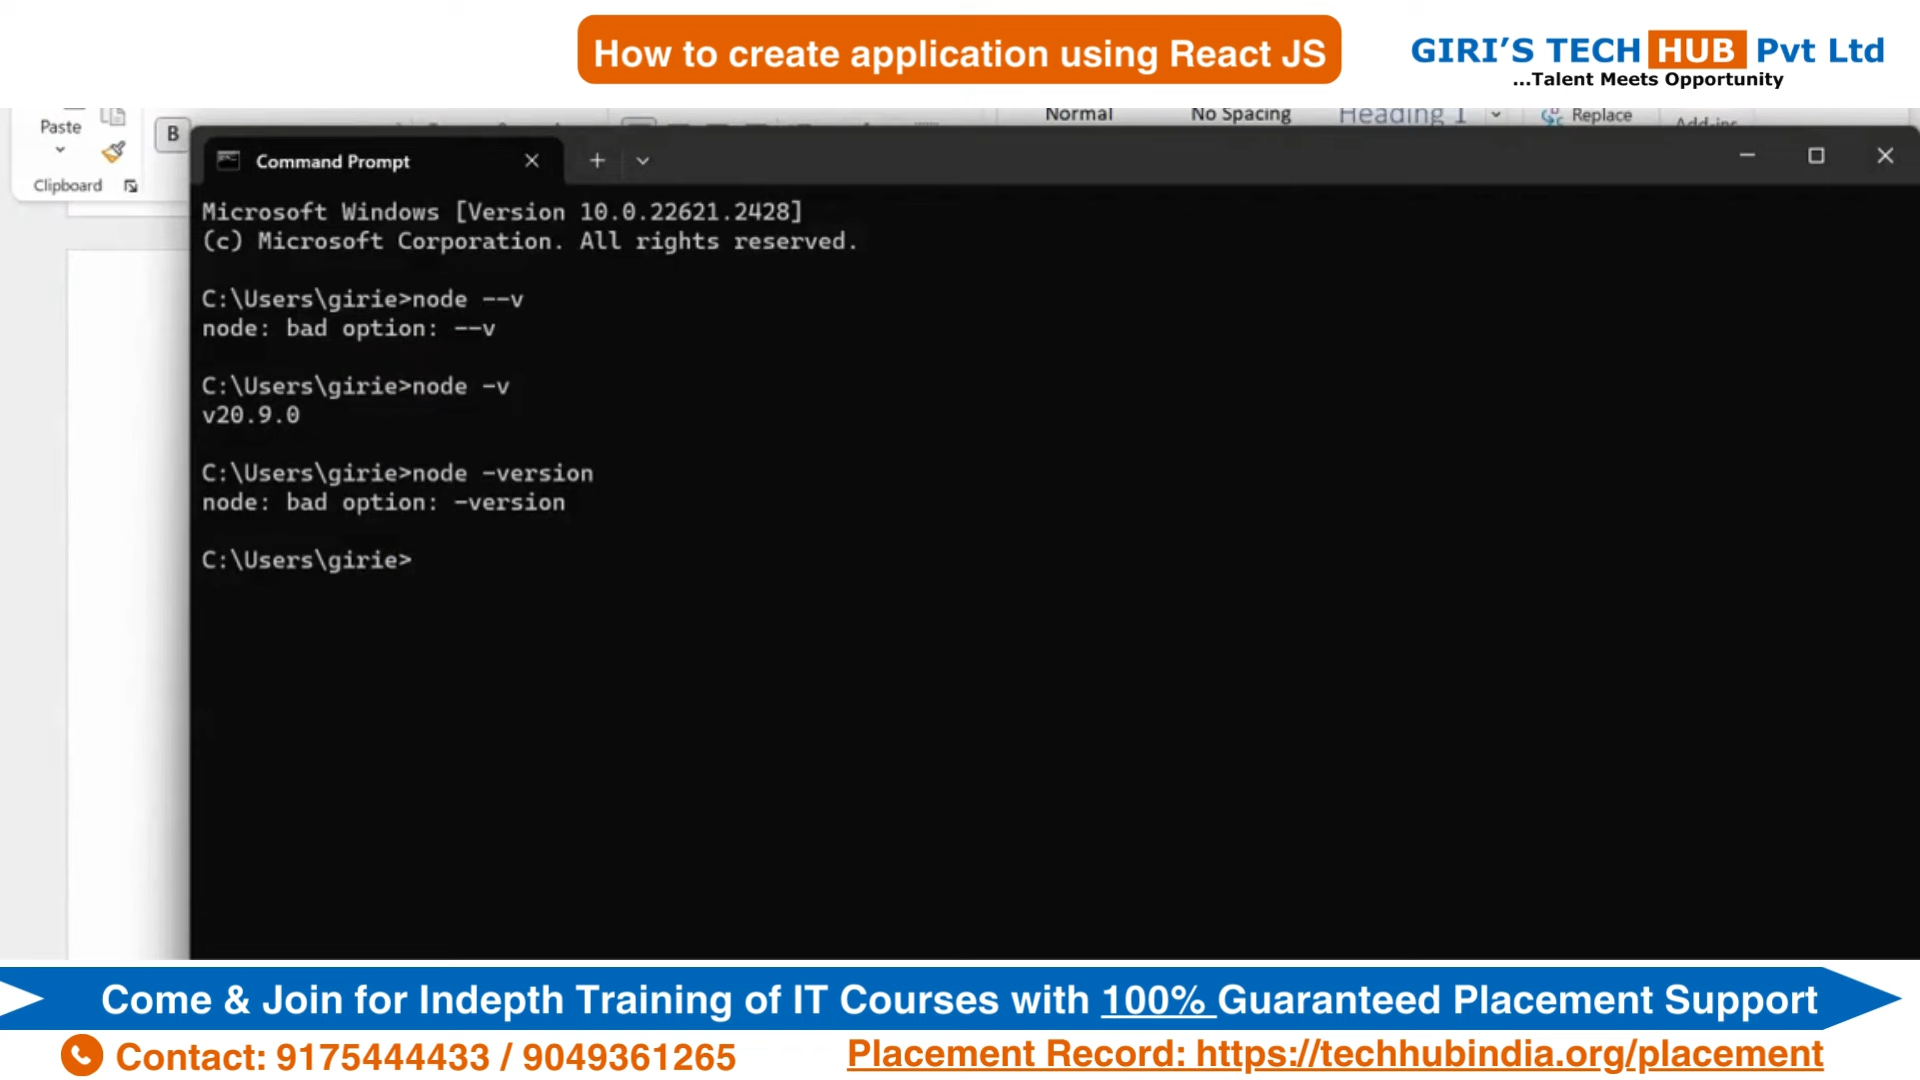 How to create application using React JS
GIRI'S TECH HUB Pvt Ltd
...Talent Meets Opportunity
Paste
B
Clipboard
Normal
No Spacing
Heading 1
Replace
Add-ins
Command Prompt
Microsoft Windows [Version 10.0.22621.2428]
(c) Microsoft Corporation. All rights reserved.
C:\Users\girie>node --v
node: bad option: --v
C:\Users\girie>node -v
v20.9.0
C:\Users\girie>node -version
node: bad option: -version
C:\Users\girie>
Come & Join for Indepth Training of IT Courses with 100% Guaranteed Placement Support
Contact: 9175444433 / 9049361265
Placement Record: https://techhubindia.org/placement